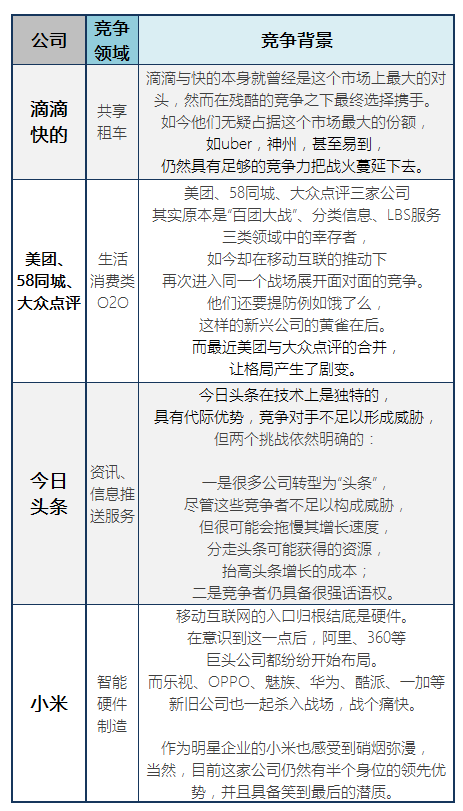 公司
竞争
领域
竞争背景
滴滴
快的
共享
租车
滴滴与快的本身就曾经是这个市场上最大的对
头，然而在残酷的竞争之下最终选择携手。
如今他们无疑占据这个市场最大的份额，
如uber，神州，甚至易到，
仍然具有足够的竞争力把战火蔓延下去。
美团、
58同城、
大众点评
生活
消费类
O2O
美团、58同城、大众点评三家公司
其实原本是“百团大战”、分类信息、LBS服务
三类领域中的幸存者，
如今却在移动互联的推动下
再次进入同一个战场展开面对面的竞争。
他们还要提防例如饿了么，
这样的新兴公司的黄雀在后。
而最近美团与大众点评的合并，
让格局产生了剧变。
今日
头条
资讯、
信息推
送服务
今日头条在技术上是独特的，
具有代际优势，竞争对手不足以形成威胁，
但两个挑战依然明确的：
一是很多公司转型为“头条”，
尽管这些竞争者不足以构成威胁，
但很可能会拖慢其增长速度，
分走头条可能获得的资源，
抬高头条增长的成本；
二是竞争者仍具备很强话语权。
小米
智能
硬件
制造
移动互联网的入口归根结底是硬件。
在意识到这一点后，阿里、360等
巨头公司都纷纷开始布局。
而乐视、OPPO、魅族、华为、酷派、一加等
新旧公司也一起杀入战场，战个痛快。
作为明星企业的小米也感受到硝烟弥漫，
当然，目前这家公司仍然有半个身位的领先优
势，并且具备笑到最后的潜质。